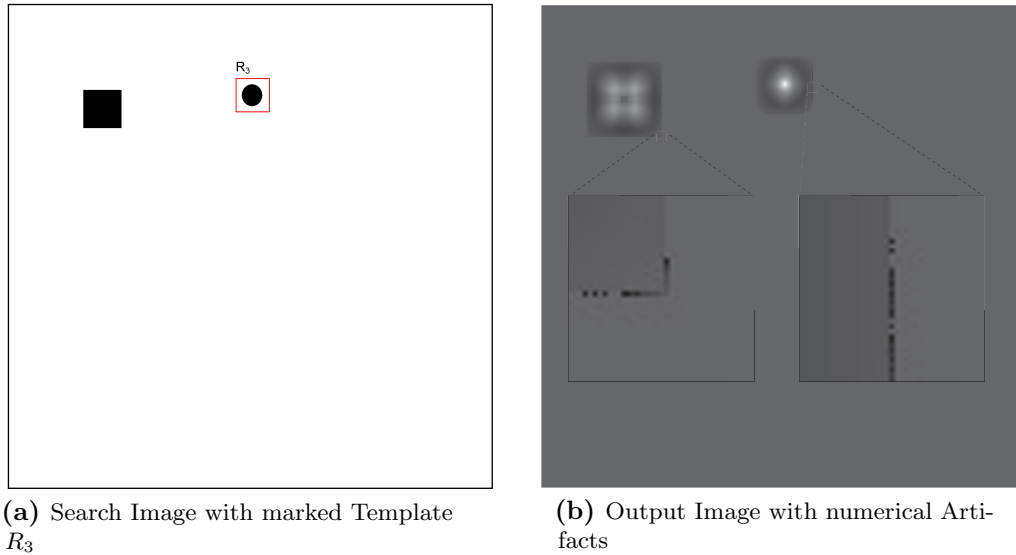 R3
(a) Search Image with marked Template
R3
(b) Output Image with numerical Arti-
facts